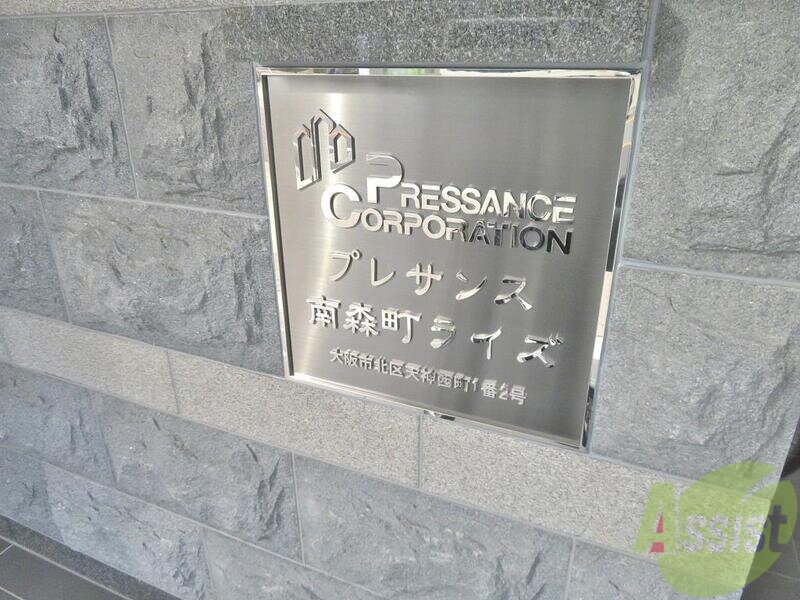 PRESSANCE
CORPORATION
プレサンス
南森町ライズ
大阪市北区天神西町1番2号
Assist